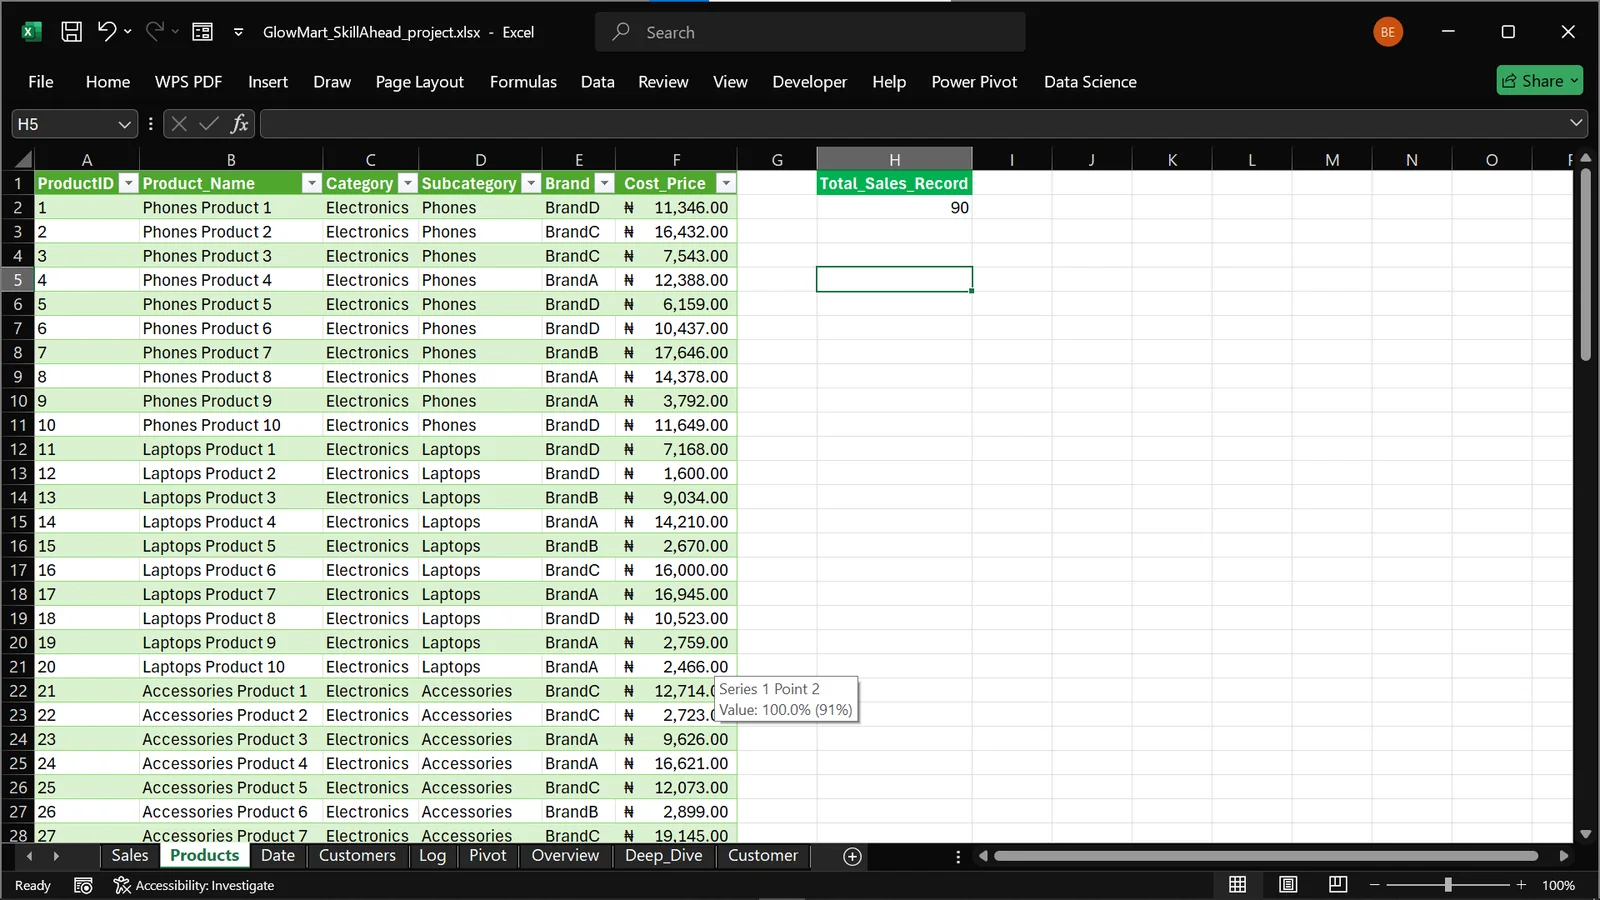 GlowMart_SkillAhead_project.xlsx - Excel
Search
BE
File Home WPS PDF Insert Draw Page Layout Formulas Data Review View Developer Help Power Pivot Data Science
Share
H5
fx
A B C D E F G H I J K L M N O
1 ProductID Product_Name Category Subcategory Brand Cost_Price Total_Sales_Record
2 1 Phones Product 1 Electronics Phones BrandD ₦ 11,346.00 90
3 2 Phones Product 2 Electronics Phones BrandC ₦ 16,432.00
4 3 Phones Product 3 Electronics Phones BrandC ₦ 7,543.00
5 4 Phones Product 4 Electronics Phones BrandA ₦ 12,388.00
6 5 Phones Product 5 Electronics Phones BrandD ₦ 6,159.00
7 6 Phones Product 6 Electronics Phones BrandD ₦ 10,437.00
8 7 Phones Product 7 Electronics Phones BrandB ₦ 17,646.00
9 8 Phones Product 8 Electronics Phones BrandA ₦ 14,378.00
10 9 Phones Product 9 Electronics Phones BrandA ₦ 3,792.00
11 10 Phones Product 10 Electronics Phones BrandD ₦ 11,649.00
12 11 Laptops Product 1 Electronics Laptops BrandD ₦ 7,168.00
13 12 Laptops Product 2 Electronics Laptops BrandD ₦ 1,600.00
14 13 Laptops Product 3 Electronics Laptops BrandB ₦ 9,034.00
15 14 Laptops Product 4 Electronics Laptops BrandA ₦ 14,210.00
16 15 Laptops Product 5 Electronics Laptops BrandB ₦ 2,670.00
17 16 Laptops Product 6 Electronics Laptops BrandC ₦ 16,000.00
18 17 Laptops Product 7 Electronics Laptops BrandA ₦ 16,945.00
19 18 Laptops Product 8 Electronics Laptops BrandD ₦ 10,523.00
20 19 Laptops Product 9 Electronics Laptops BrandA ₦ 2,759.00
21 20 Laptops Product 10 Electronics Laptops BrandA ₦ 2,466.00
22 21 Accessories Product 1 Electronics Accessories BrandC ₦ 12,714.0
Series 1 Point 2
Value: 100.0% (91%)
23 22 Accessories Product 2 Electronics Accessories BrandC ₦ 2,723.0
24 23 Accessories Product 3 Electronics Accessories BrandA ₦ 9,626.00
25 24 Accessories Product 4 Electronics Accessories BrandA ₦ 16,621.00
26 25 Accessories Product 5 Electronics Accessories BrandC ₦ 12,073.00
27 26 Accessories Product 6 Electronics Accessories BrandB ₦ 2,899.00
28 27 Accessories Product 7 Electronics Accessories BrandC ₦ 19,145.00
Sales Products Date Customers Log Pivot Overview Deep_Dive Customer
Ready Accessibility: Investigate 100%